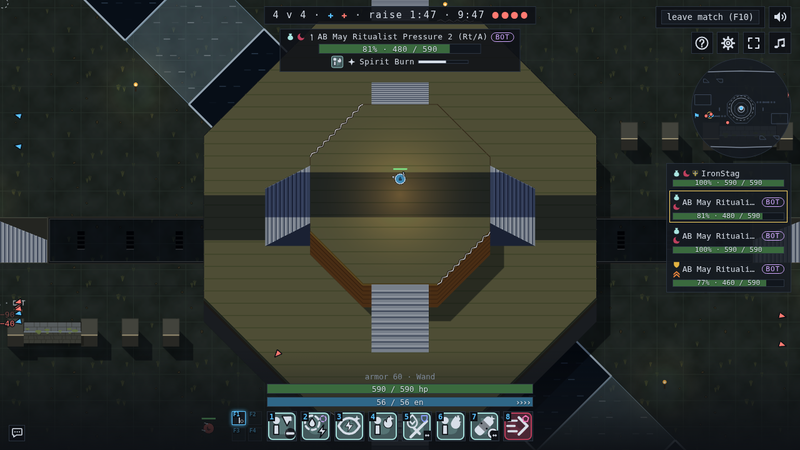 4 v 4 · + + · raise 1:47 · 9:47
leave match (F10)
AB May Ritualist Pressure 2 (Rt/A) BOT
81% · 480 / 590
Spirit Burn
IronStag
100% · 590 / 590
AB May Rituali… BOT
81% · 480 / 590
AB May Rituali… BOT
100% · 590 / 590
AB May Rituali… BOT
77% · 460 / 590
armor 60 · Wand
590 / 590 hp
56 / 56 en ››››
F1 F2
1 2 3 4 5 6 7 8